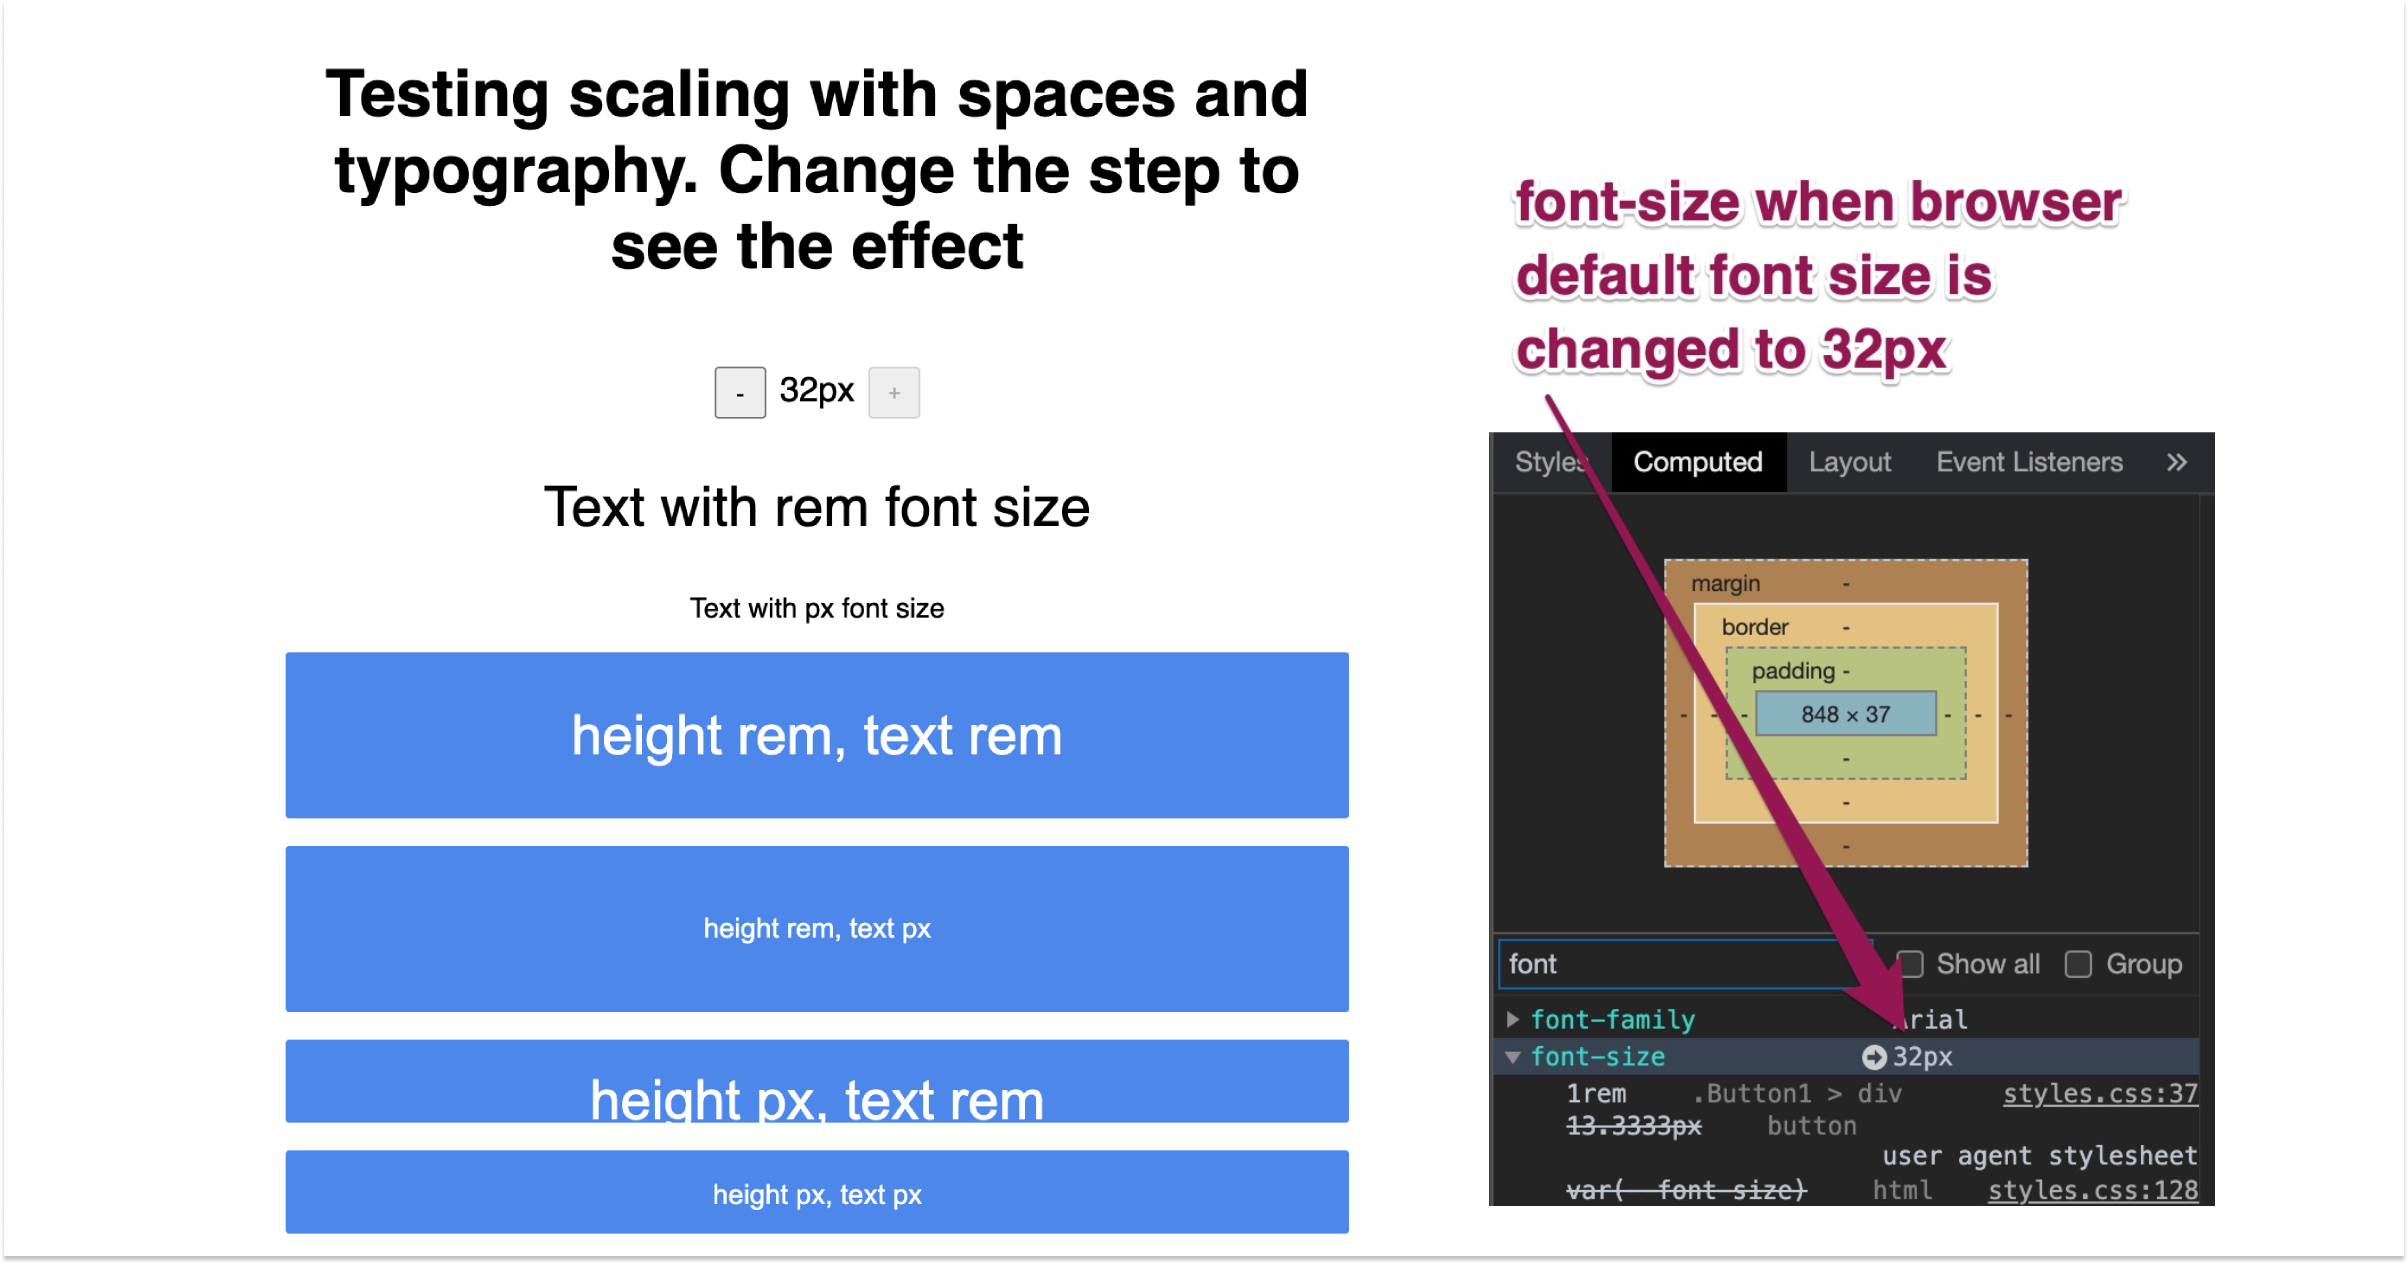 Testing scaling with spaces and
typography. Change the step to
see the effect
- 32px +
Text with rem font size
Text with px font size
height rem, text rem
height rem, text px
height px, text rem
height px, text px
font-size when browser
default font size is
changed to 32px
Styles Computed Layout Event Listeners »
margin -
border -
padding -
- - - 848 × 37 - - -
-
-
-
font Show all Group
font-family Arial
font-size 32px
1rem .Button1 > div styles.css:37
13.3333px button
user agent stylesheet
var(--font-size) html styles.css:128